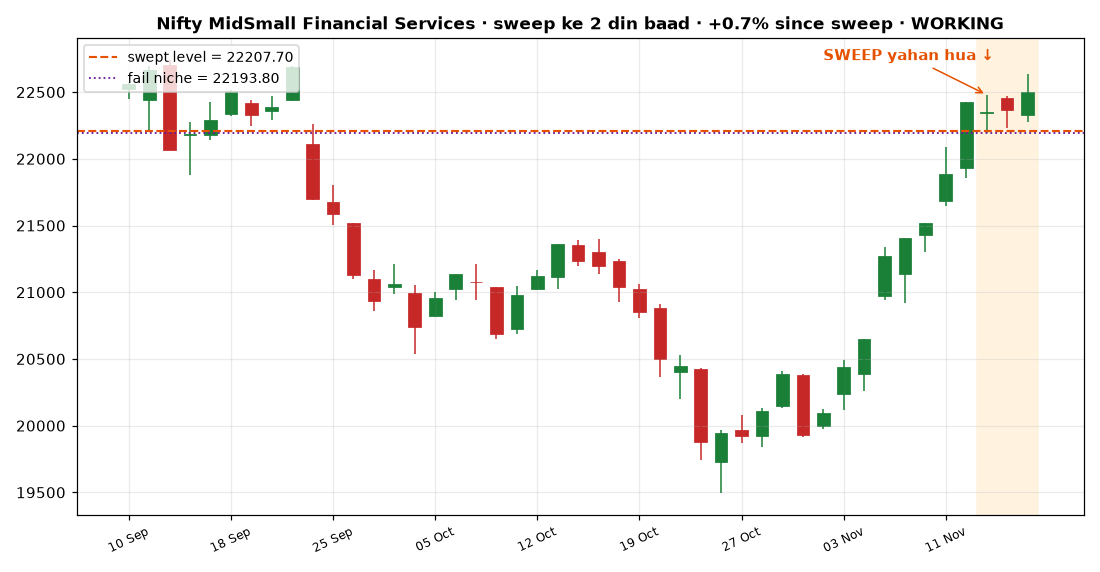 Nifty MidSmall Financial Services · sweep ke 2 din baad · +0.7% since sweep · WORKING
swept level = 22207.70
fail niche = 22193.80
SWEEP yahan hua ↓
22500
22000
21500
21000
20500
20000
19500
10 Sep
18 Sep
25 Sep
05 Oct
12 Oct
19 Oct
27 Oct
03 Nov
11 Nov